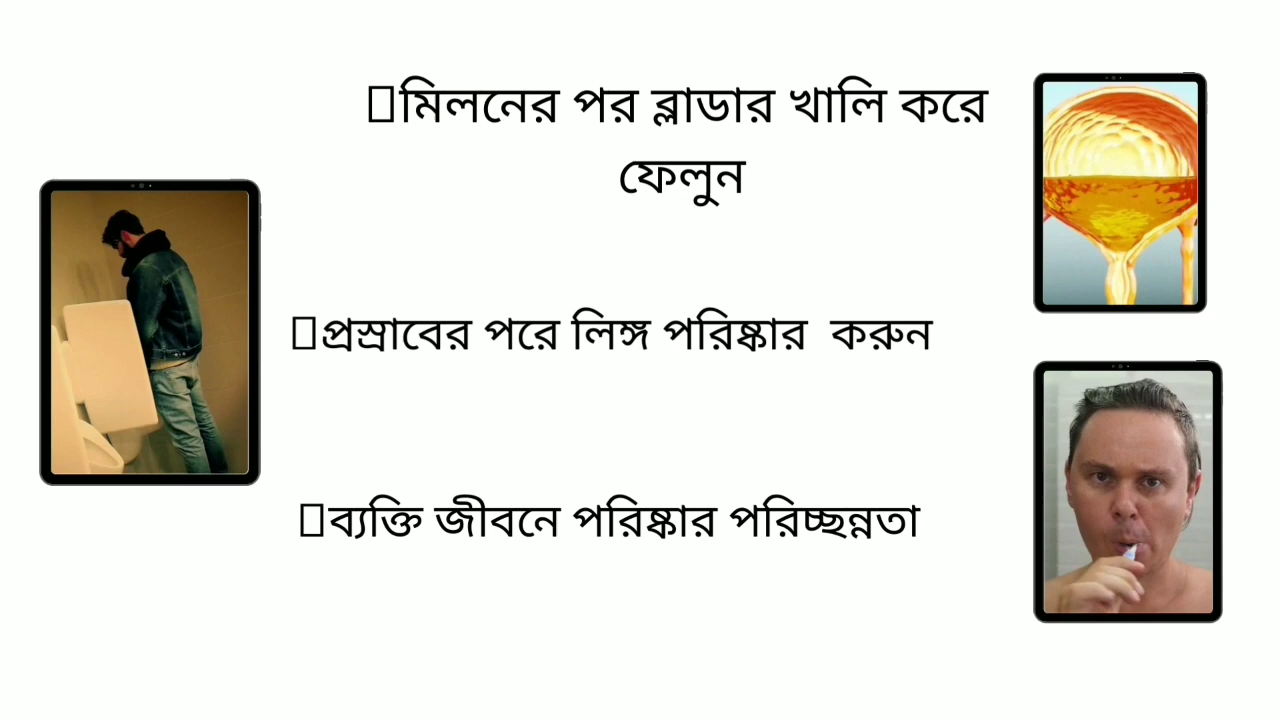 মিলনের পর ব্লাডার খালি করে
ফেলুন
প্রস্রাবের পরে লিঙ্গ পরিষ্কার করুন
ব্যক্তি জীবনে পরিষ্কার পরিচ্ছন্নতা